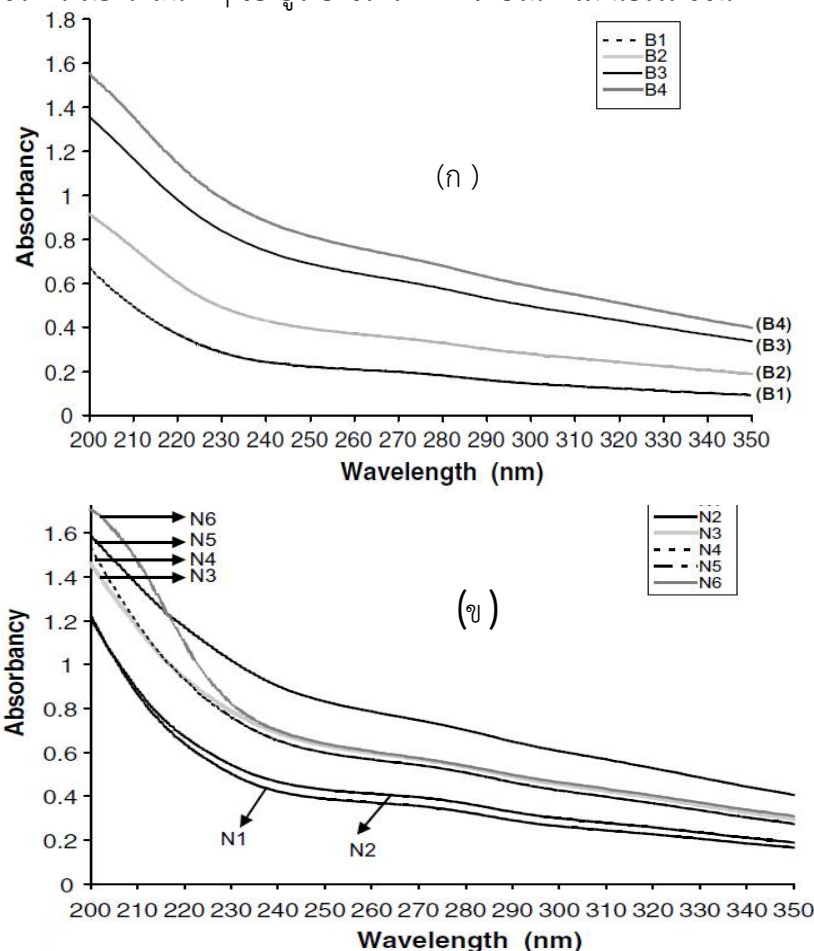 1.8
1.6
1.4
1.2
1
0.8
0.6
0.4
0.2
0
Absorbancy
B1
B2
B3
B4
(ก )
(B4)
(B3)
(B2)
(B1)
200 210 220 230 240 250 260 270 280 290 300 310 320 330 340 350
Wavelength (nm)
1.6
1.4
1.2
1
0.8
0.6
0.4
0.2
0
Absorbancy
N6
N5
N4
N3
N2
N3
N4
N5
N6
(ข )
N1
N2
200 210 220 230 240 250 260 270 280 290 300 310 320 330 340 350
Wavelength (nm)